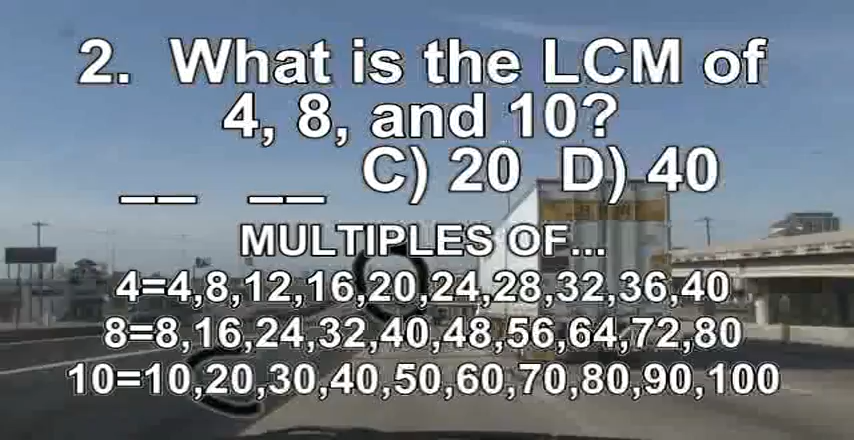 2. What is the LCM of
4, 8, and 10?
__ __ C) 20 D) 40
MULTIPLES OF...
4=4,8,12,16,20,24,28,32,36,40
8=8,16,24,32,40,48,56,64,72,80
10=10,20,30,40,50,60,70,80,90,100